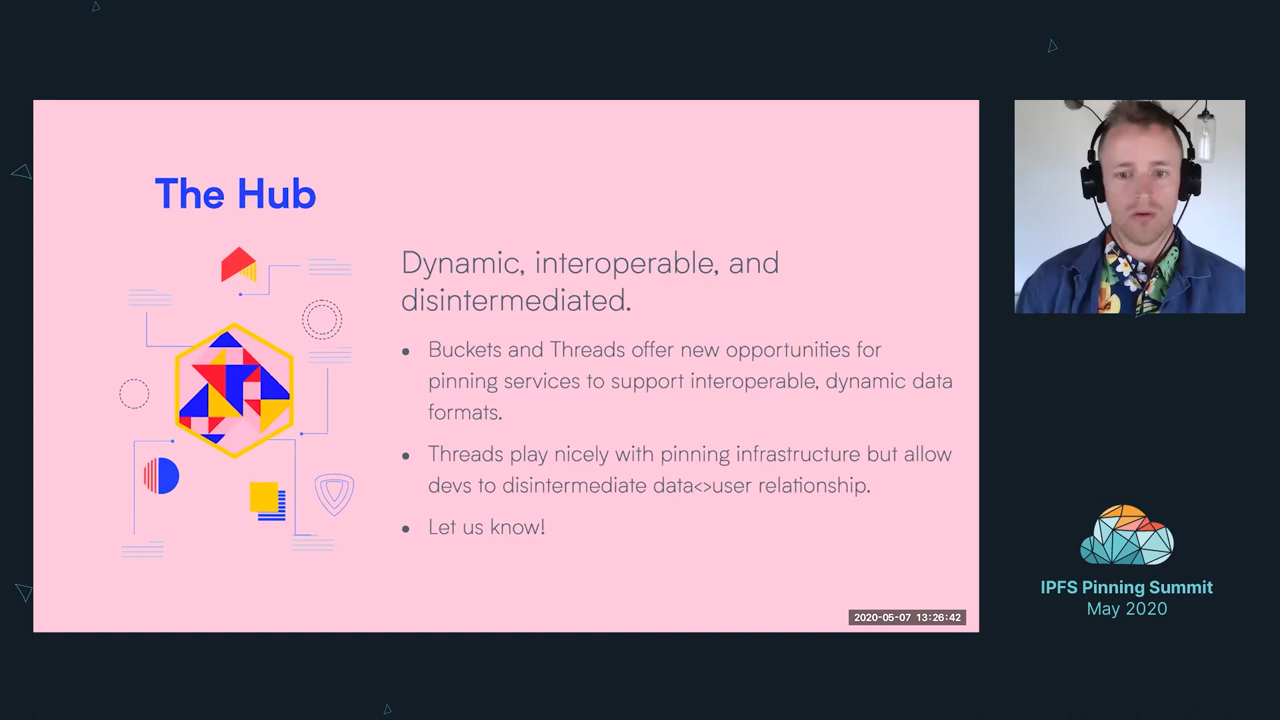 The Hub
Dynamic, interoperable, and
disintermediated.
• Buckets and Threads offer new opportunities for
pinning services to support interoperable, dynamic data
formats.
• Threads play nicely with pinning infrastructure but allow
devs to disintermediate data<>user relationship.
• Let us know!
2020-05-07 13:26:42
IPFS Pinning Summit
May 2020